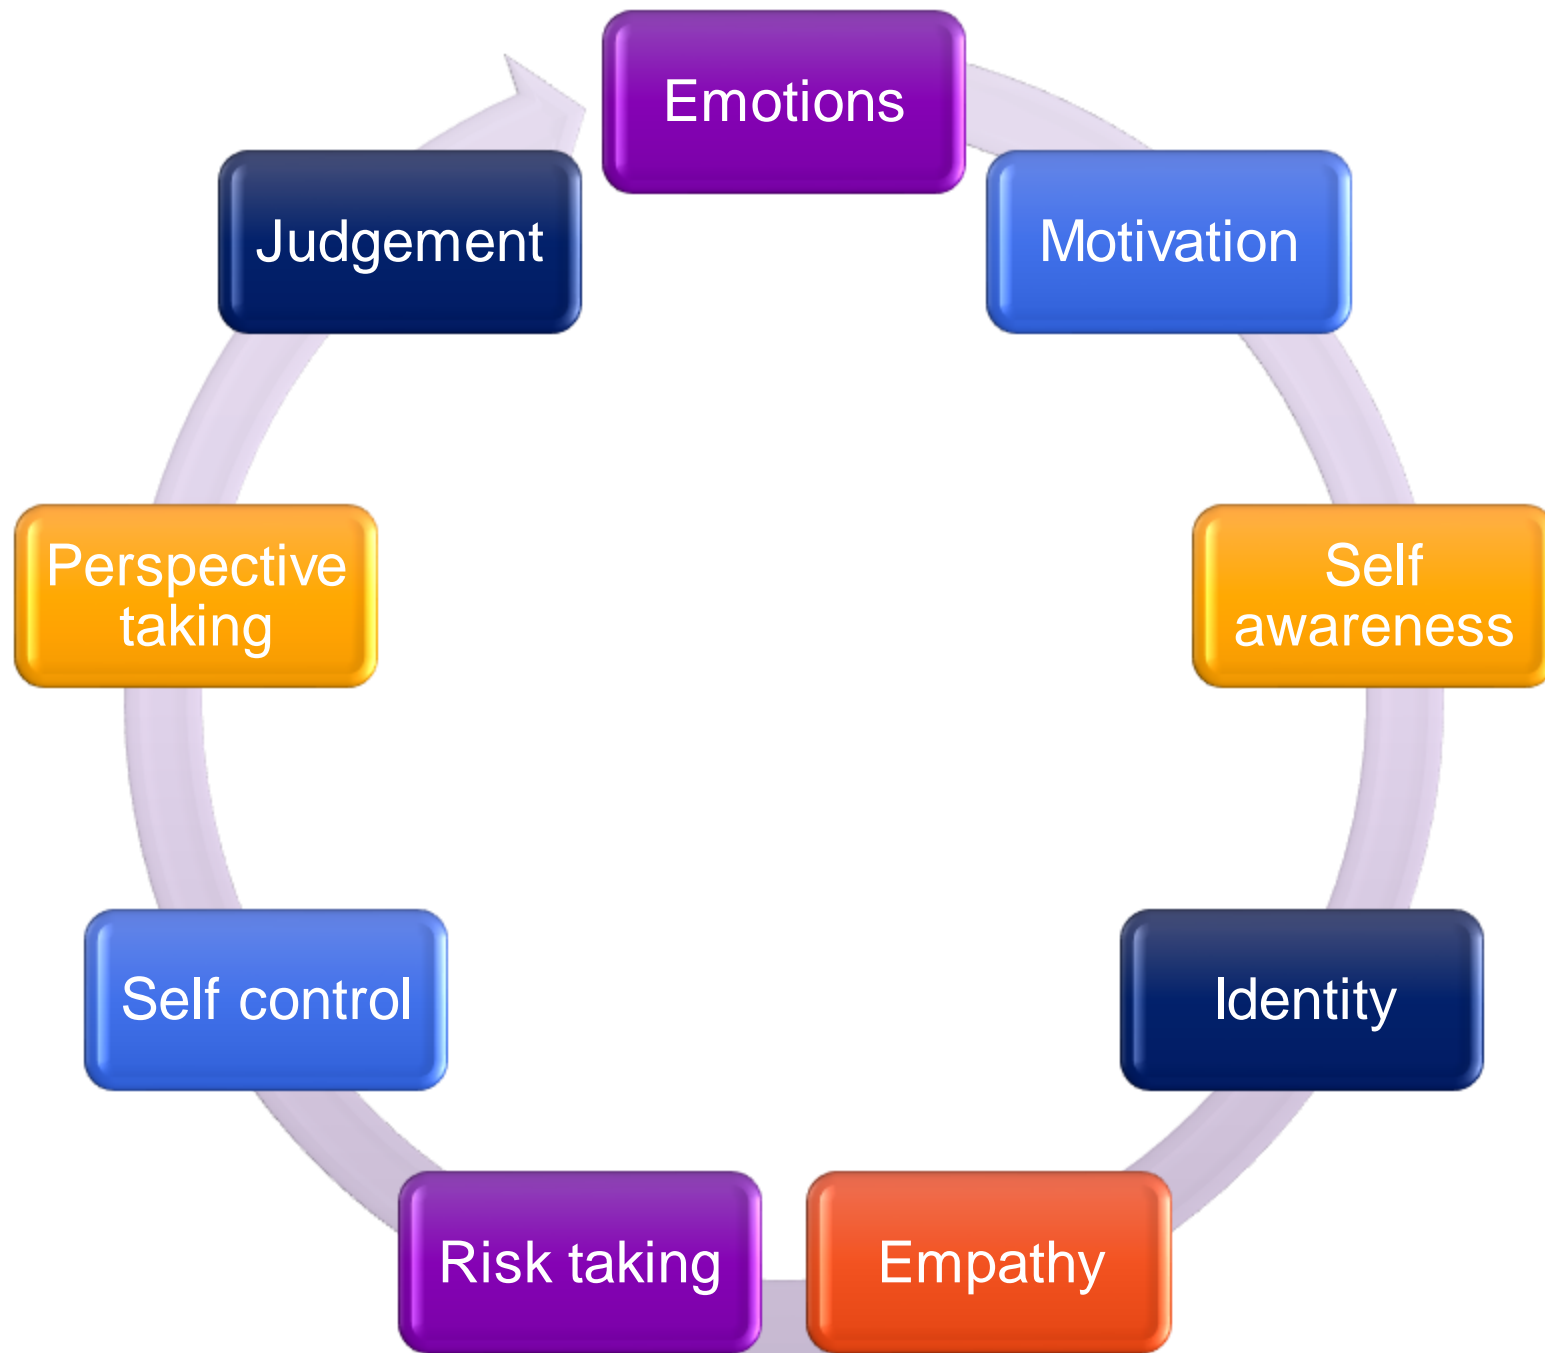 Emotions
Motivation
Self
awareness
Identity
Empathy
Risk taking
Self control
Perspective
taking
Judgement